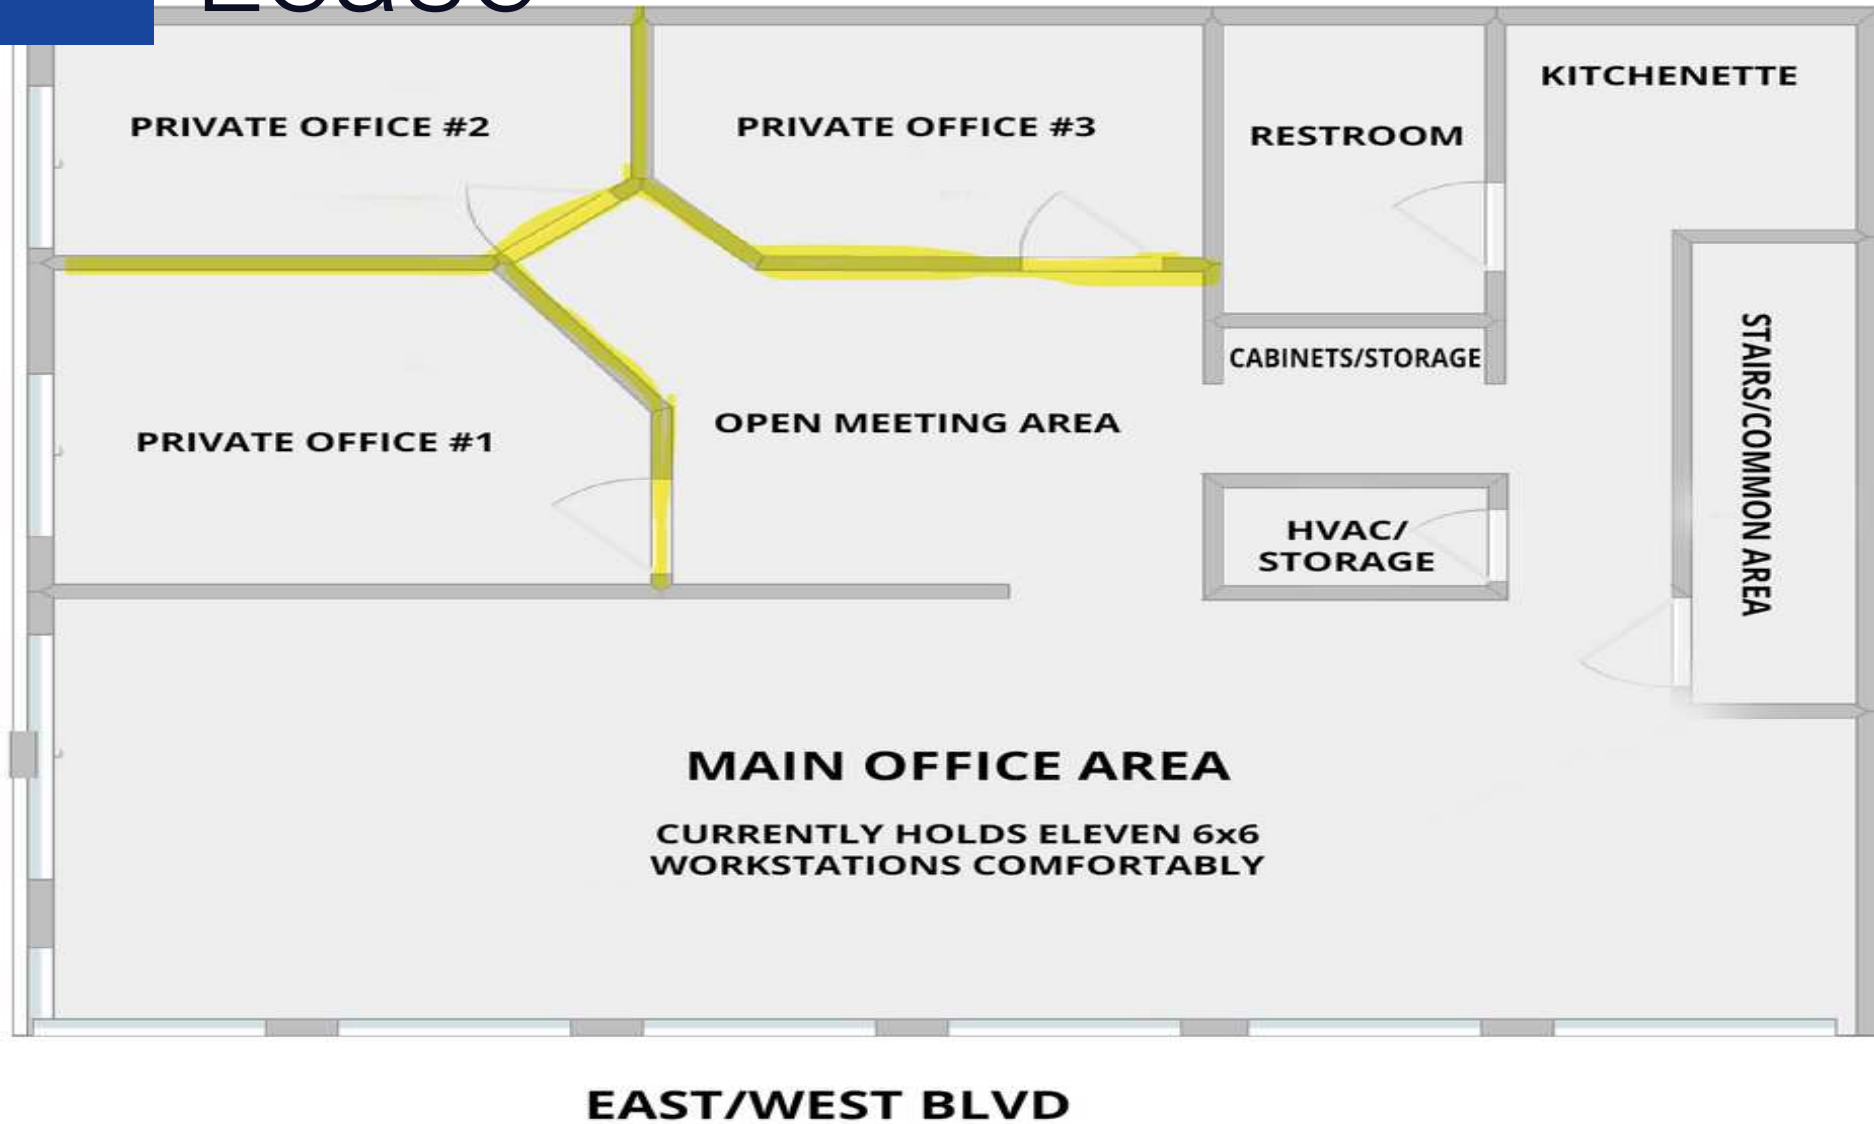 Lease
PRIVATE OFFICE #2
PRIVATE OFFICE #3
RESTROOM
KITCHENETTE
CABINETS/STORAGE
STAIRS/COMMON AREA
PRIVATE OFFICE #1
OPEN MEETING AREA
HVAC/
STORAGE
MAIN OFFICE AREA
CURRENTLY HOLDS ELEVEN 6x6
WORKSTATIONS COMFORTABLY
EAST/WEST BLVD